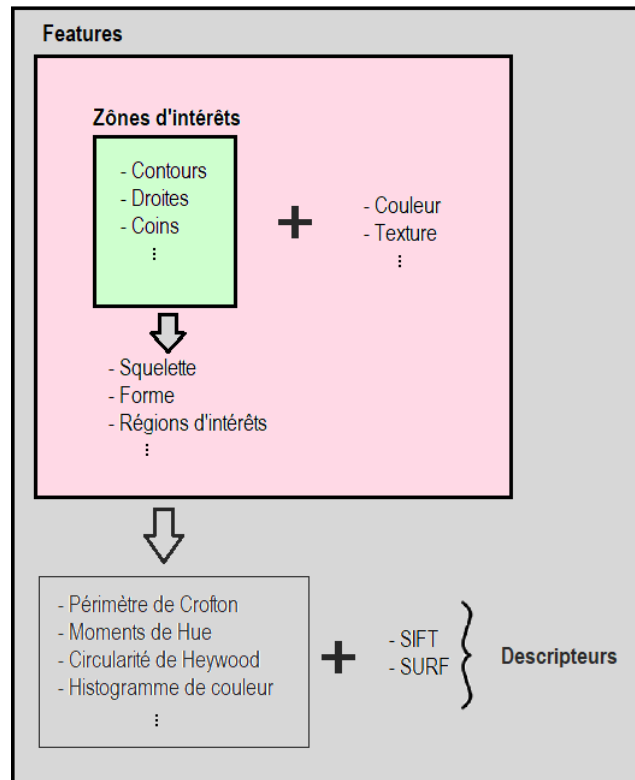 Features
Zônes d'intérêts
- Contours
- Droites
- Coins
⋮
+
- Couleur
- Texture
⋮
- Squelette
- Forme
- Régions d'intérêts
⋮
- Périmètre de Crofton
- Moments de Hue
- Circularité de Heywood
- Histogramme de couleur
⋮
+
- SIFT
- SURF
Descripteurs